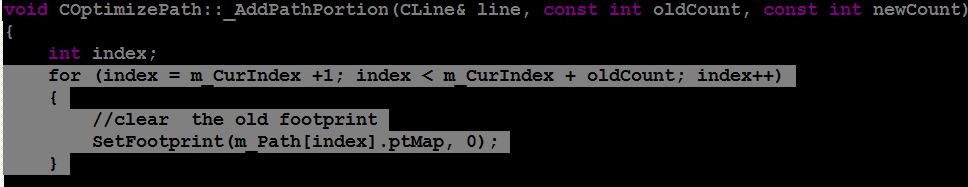 void COptimizePath::_AddPathPortion(CLine& line, const int oldCount, const int newCount)
{
    int index;
    for (index = m_CurIndex +1; index < m_CurIndex + oldCount; index++)
    {
        //clear  the old footprint
        SetFootprint(m_Path[index].ptMap, 0);
    }